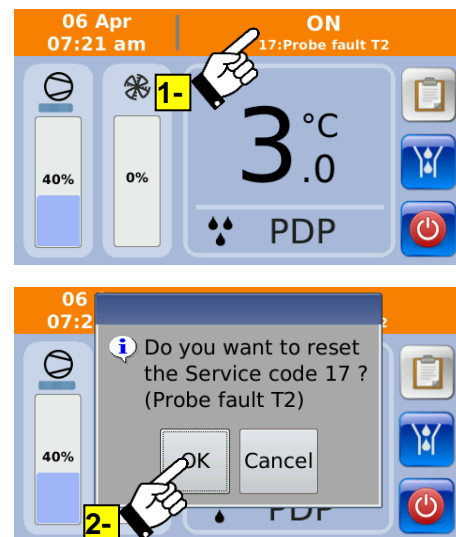 06 Apr
07:21 am
ON
17:Probe fault T2
1-
40%
0%
3.0 °C
PDP
06
07:2
2
Do you want to reset
the Service code 17 ?
(Probe fault T2)
40%
OK
Cancel
2-
PDP